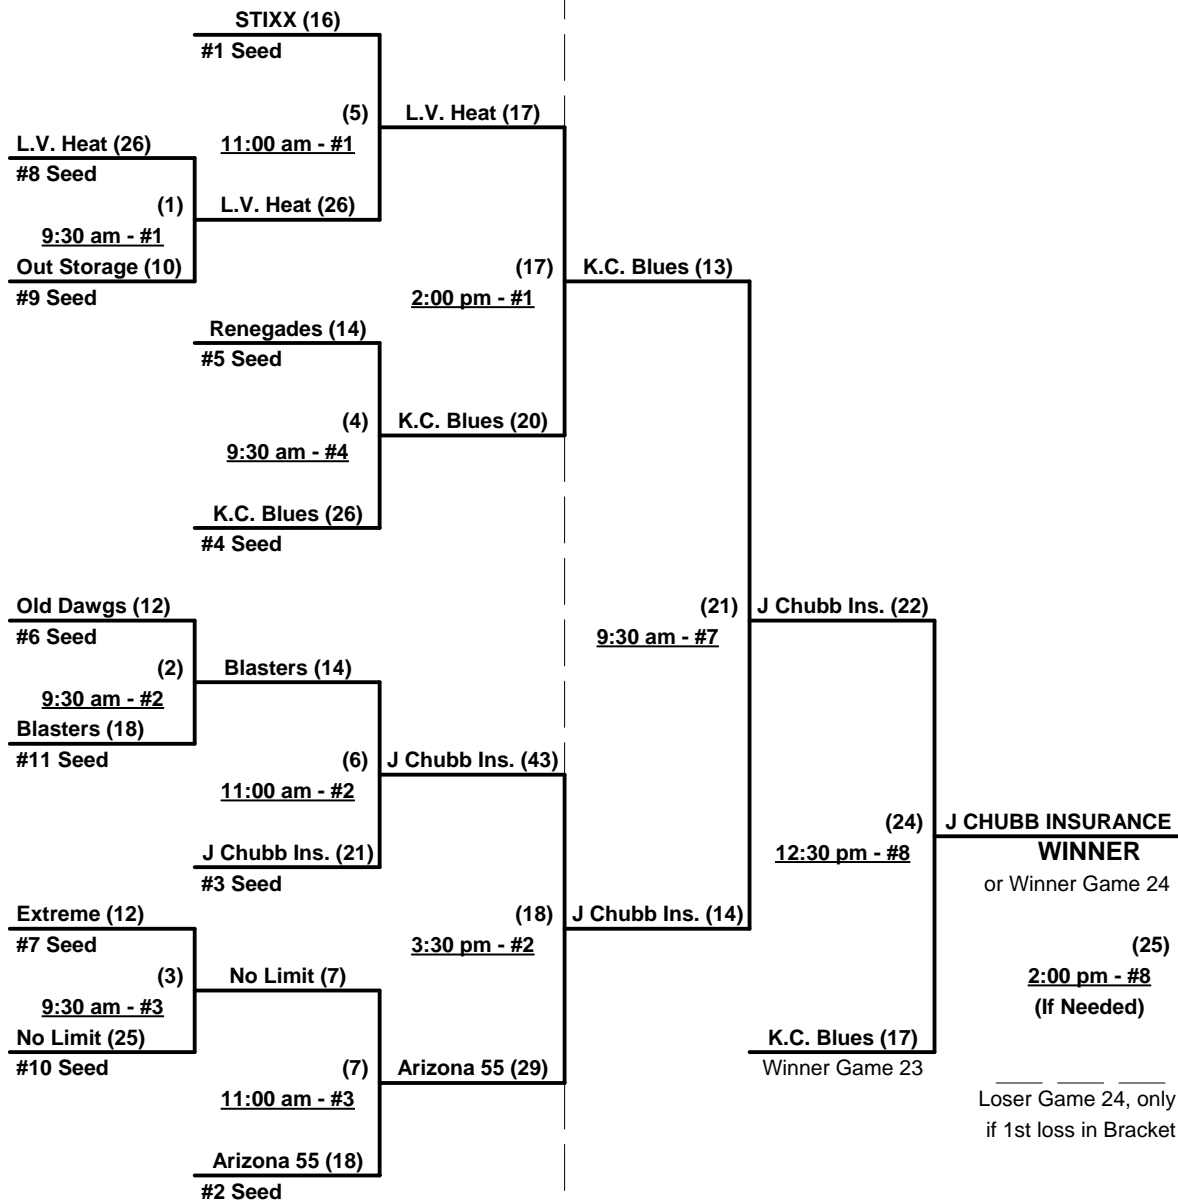 STIXX (16)
#1 Seed
(5)
11:00 am - #1
L.V. Heat (17)
L.V. Heat (26)
#8 Seed
(1)
9:30 am - #1
L.V. Heat (26)
Out Storage (10)
#9 Seed
(17)
2:00 pm - #1
K.C. Blues (13)
Renegades (14)
#5 Seed
(4)
9:30 am - #4
K.C. Blues (20)
K.C. Blues (26)
#4 Seed
Old Dawgs (12)
#6 Seed
(2)
9:30 am - #2
Blasters (14)
Blasters (18)
#11 Seed
(21)
9:30 am - #7
J Chubb Ins. (22)
(6)
11:00 am - #2
J Chubb Ins. (43)
J Chubb Ins. (21)
#3 Seed
(24)
12:30 pm - #8
J CHUBB INSURANCE
WINNER
or Winner Game 24
Extreme (12)
#7 Seed
(3)
9:30 am - #3
No Limit (7)
No Limit (25)
#10 Seed
(18)
3:30 pm - #2
J Chubb Ins. (14)
(25)
2:00 pm - #8
(If Needed)
(7)
11:00 am - #3
Arizona 55 (29)
K.C. Blues (17)
Winner Game 23
Loser Game 24, only
if 1st loss in Bracket
Arizona 55 (18)
#2 Seed